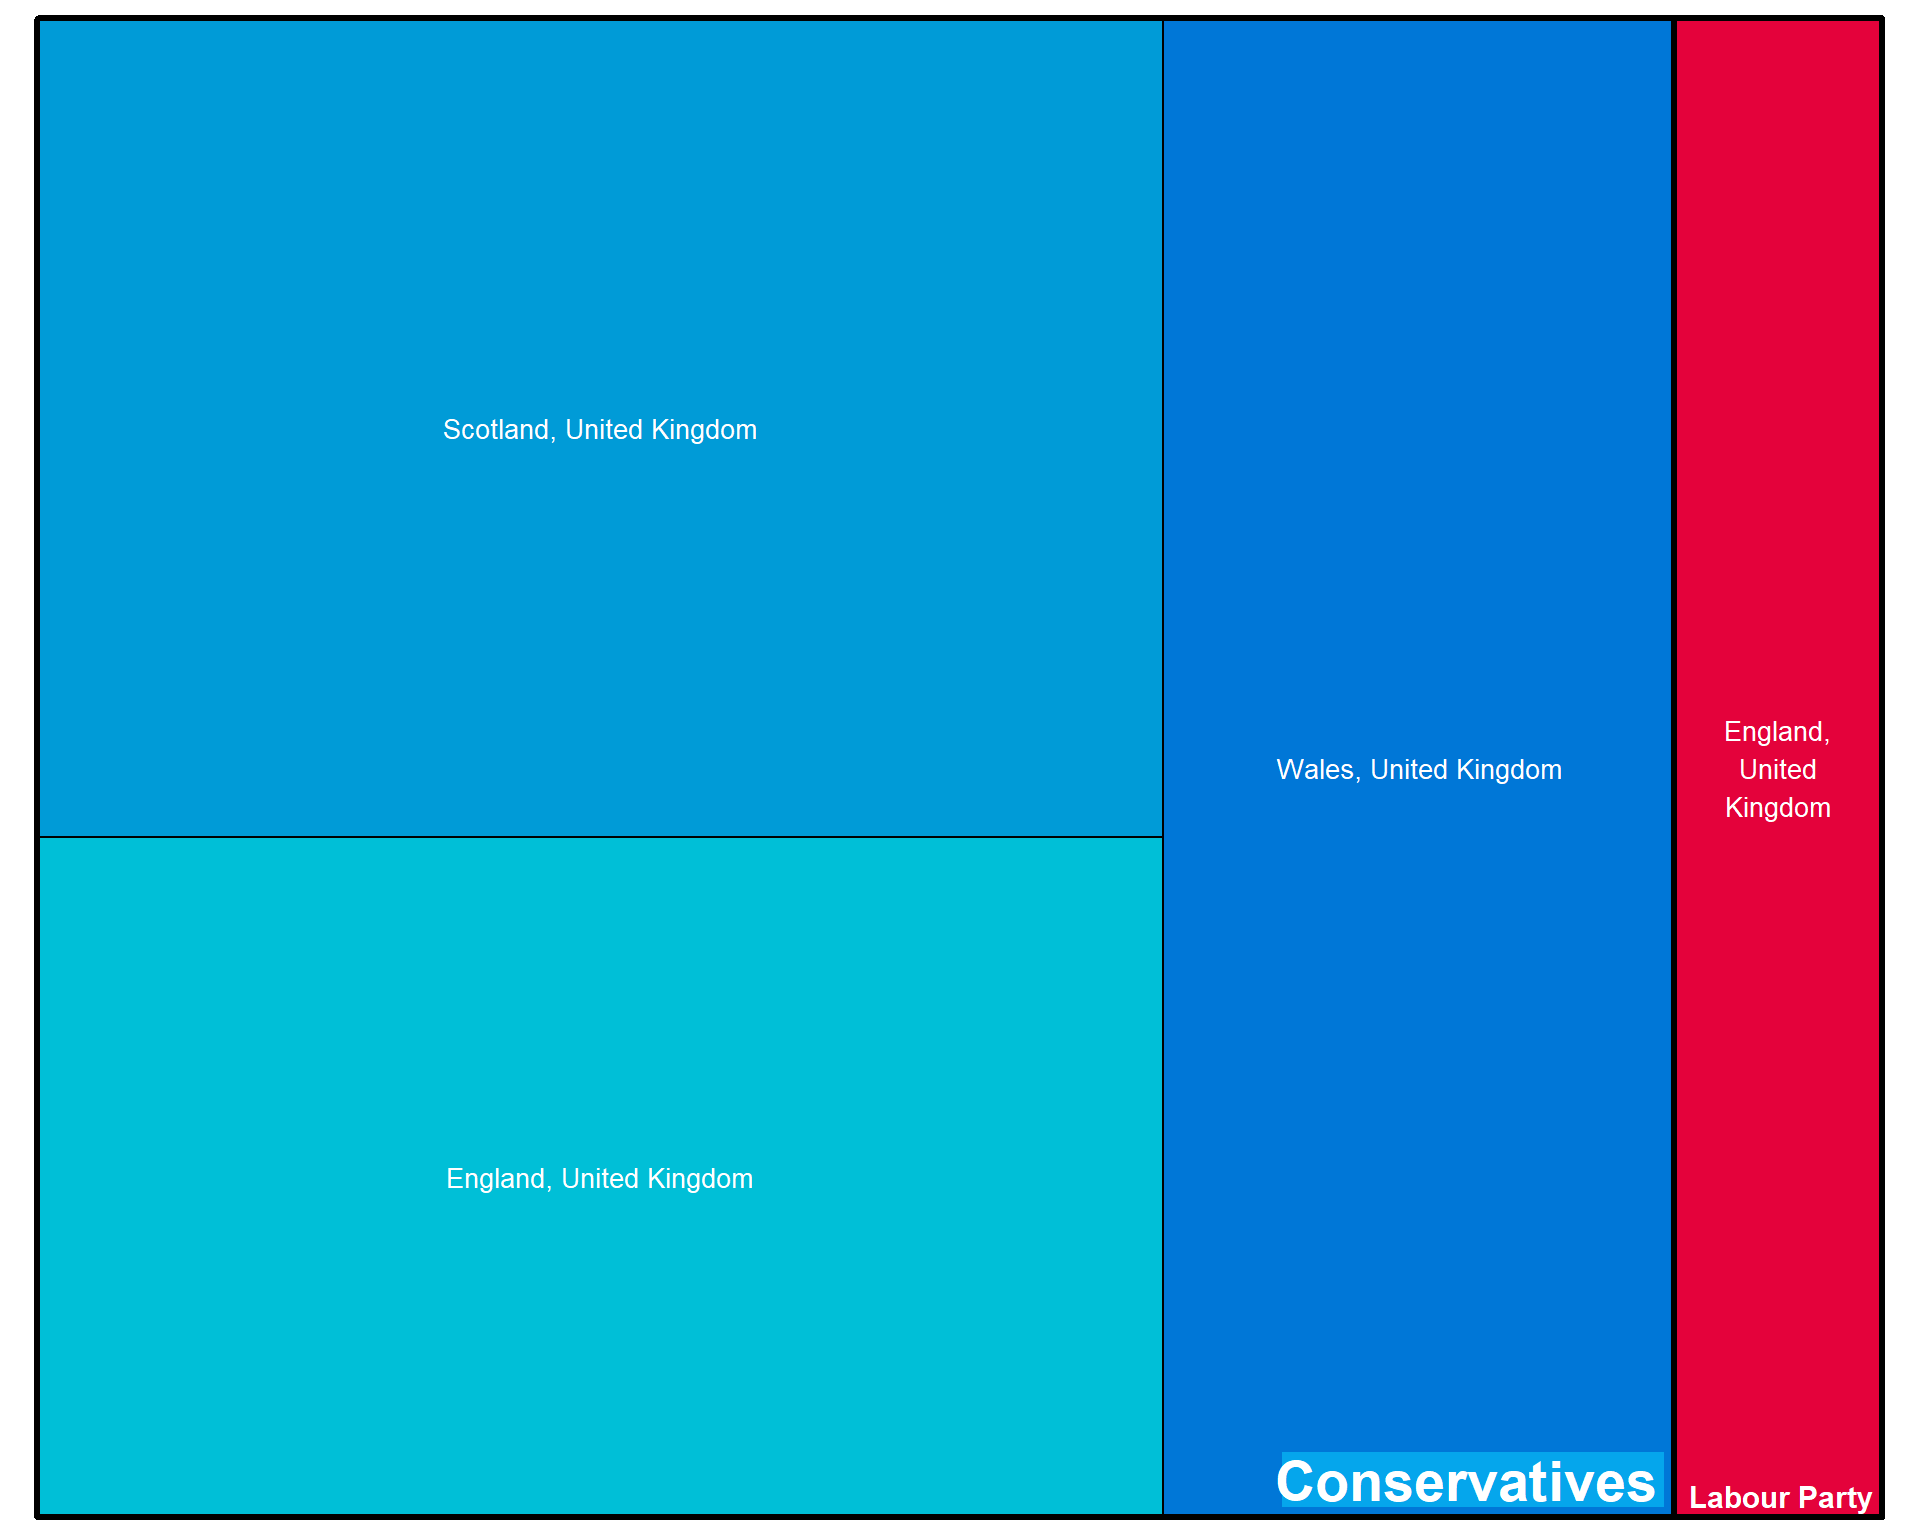 Scotland, United Kingdom
England, United Kingdom
Wales, United Kingdom
Conservatives
England,
United
Kingdom
Labour Party